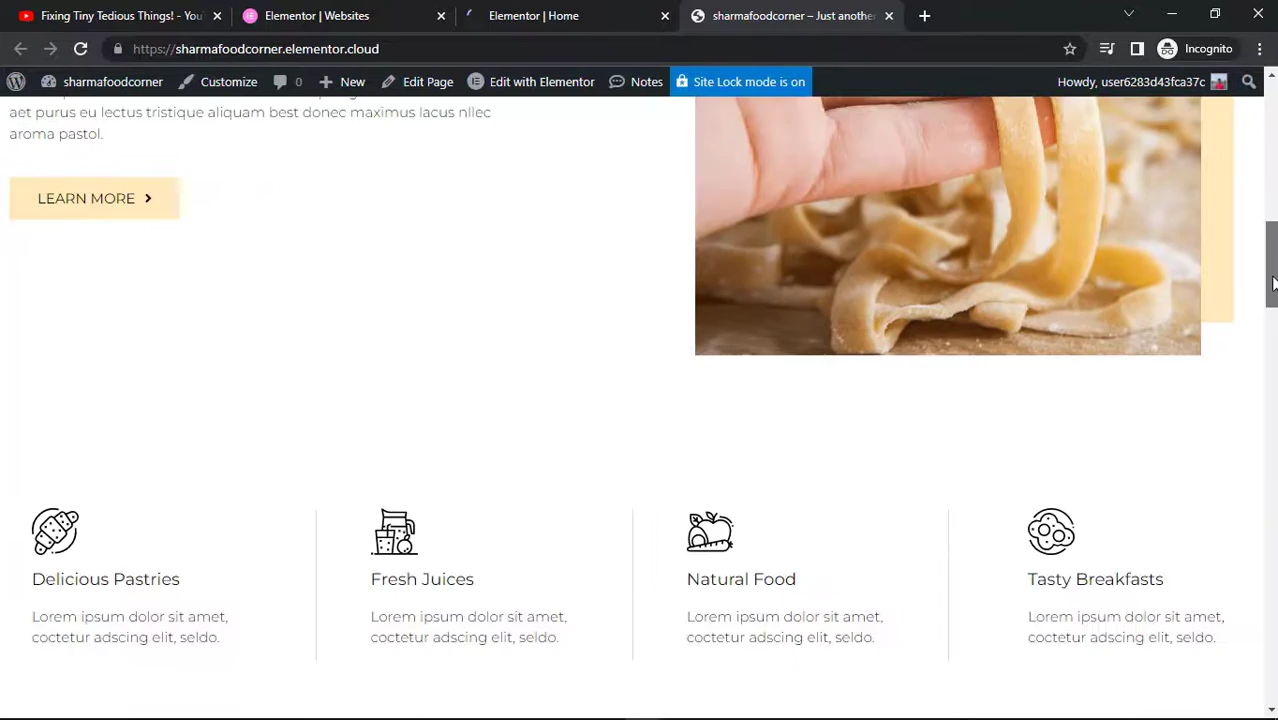 Fixing Tiny Tedious Things! - You
Elementor | Websites
Elementor | Home
sharmafoodcorner – Just another
https://sharmafoodcorner.elementor.cloud
Incognito
sharmafoodcorner
Customize
0
New
Edit Page
Edit with Elementor
Notes
Site Lock mode is on
Howdy, user6283d43fca37c
aet purus eu lectus tristique aliquam best donec maximus lacus nllec
aroma pastol.
LEARN MORE
Delicious Pastries
Lorem ipsum dolor sit amet,
coctetur adscing elit, seldo.
Fresh Juices
Lorem ipsum dolor sit amet,
coctetur adscing elit, seldo.
Natural Food
Lorem ipsum dolor sit amet,
coctetur adscing elit, seldo.
Tasty Breakfasts
Lorem ipsum dolor sit amet,
coctetur adscing elit, seldo.